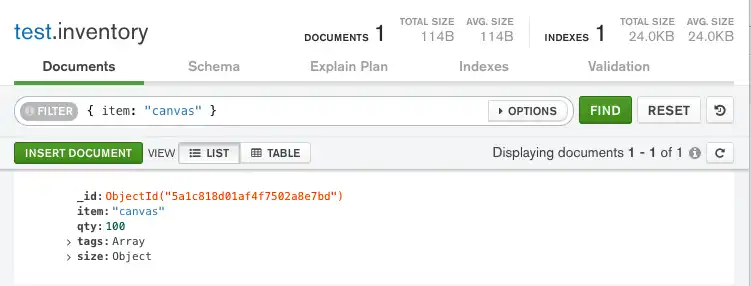 test.inventory
DOCUMENTS 1 TOTAL SIZE 114B AVG. SIZE 114B INDEXES 1 TOTAL SIZE 24.0KB AVG. SIZE 24.0KB
Documents Schema Explain Plan Indexes Validation
FILTER { item: "canvas" } OPTIONS FIND RESET
INSERT DOCUMENT VIEW LIST TABLE Displaying documents 1 - 1 of 1
_id:ObjectId("5a1c818d01af4f7502a8e7bd")
item:"canvas"
qty:100
tags:Array
size:Object